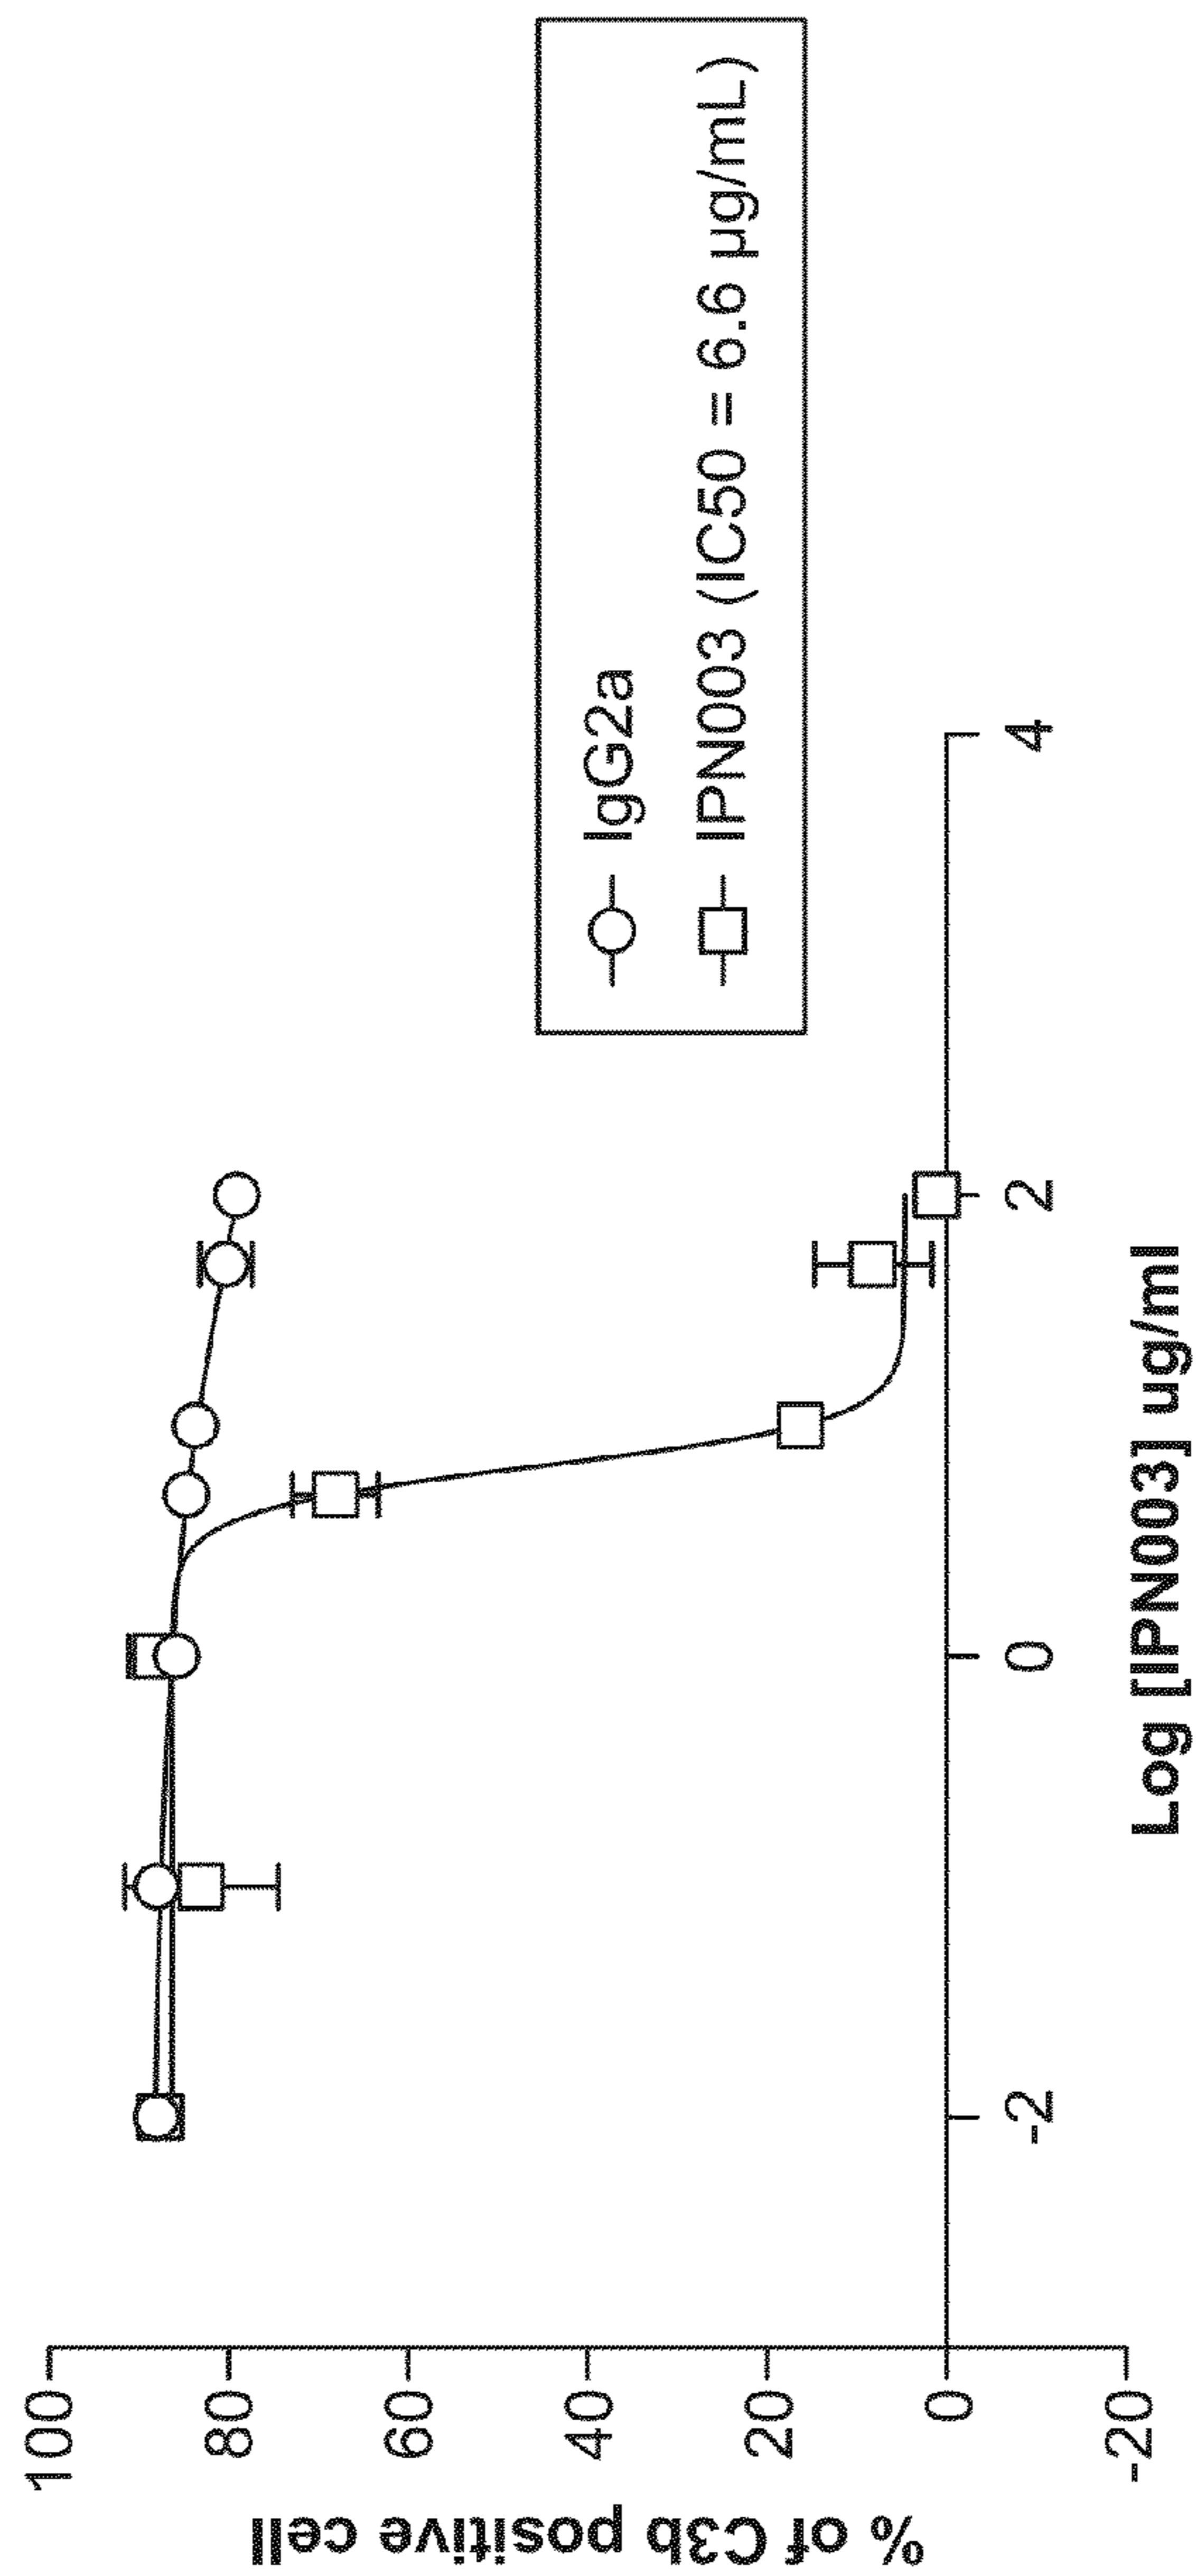 % of C3b positive cell
100
80
60
40
20
0
-20
-2
0
2
4
Log [IPN003] ug/ml
IgG2a
IPN003 (IC50 = 6.6 µg/mL)